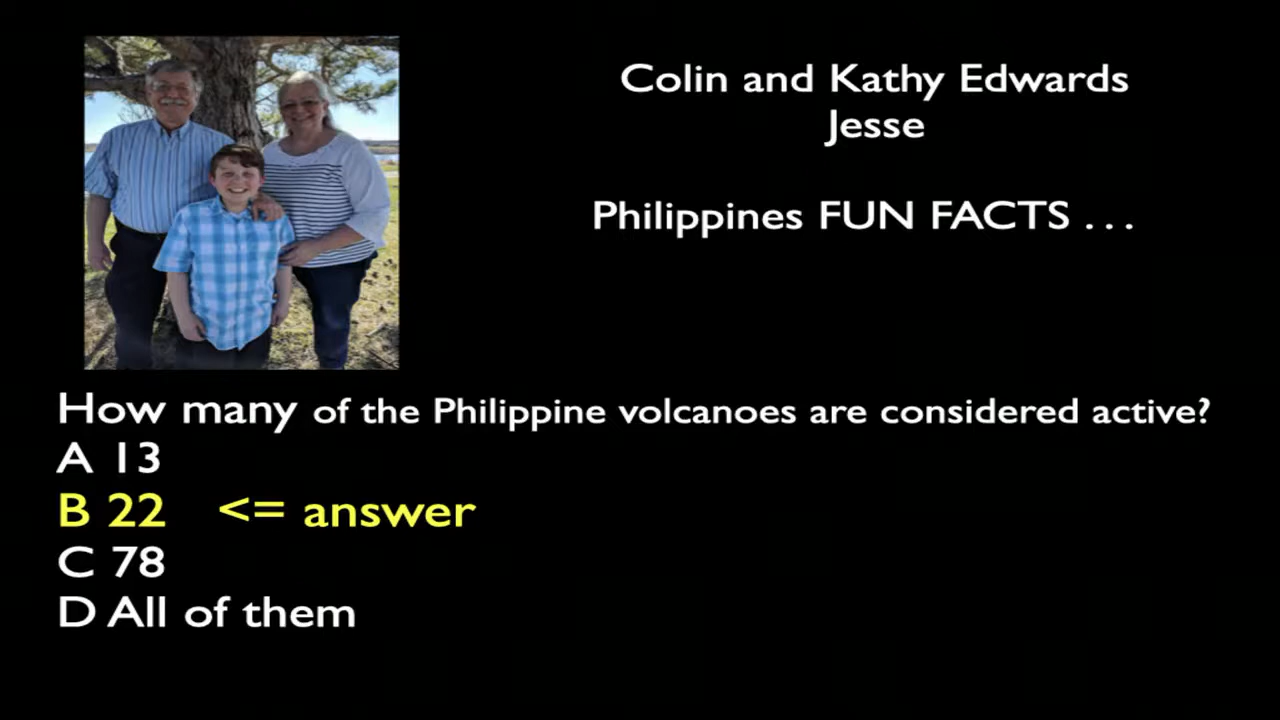 Colin and Kathy Edwards
Jesse
Philippines FUN FACTS . . .
How many of the Philippine volcanoes are considered active?
A 13
B 22 <= answer
C 78
D All of them